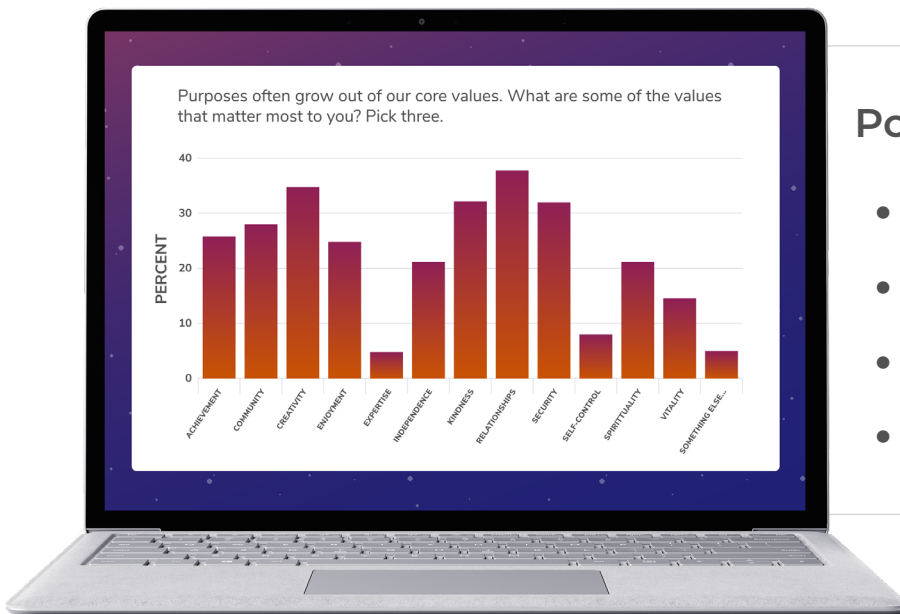 Purposes often grow out of our core values. What are some of the values
that matter most to you? Pick three.
40
30
20
10
0
PERCENT
ACHIEVEMENT
COMMUNITY
CREATIVITY
ENJOYMENT
EXPERTISE
INDEPENDENCE
KINDNESS
RELATIONSHIPS
SECURITY
SELF-CONTROL
SPIRITTUALITY
VITALITY
SOMETHING ELSE...
Po